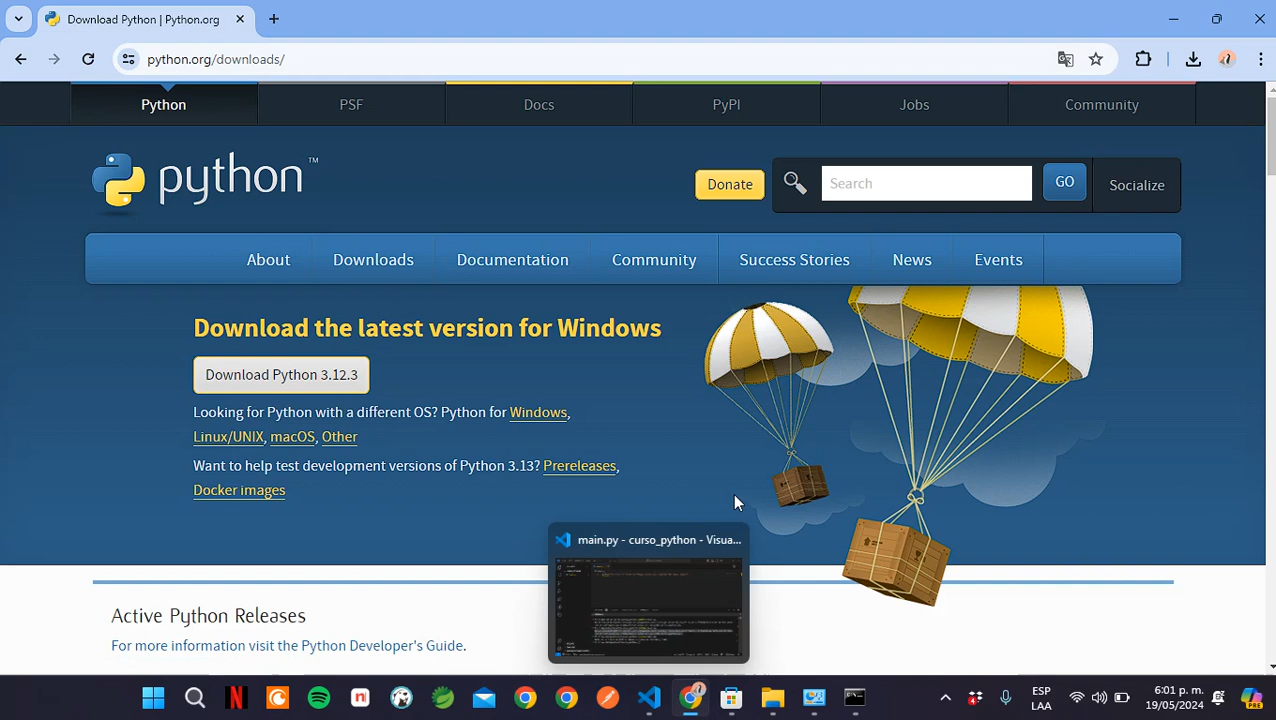 Download Python | Python.org
python.org/downloads/
Python
PSF
Docs
PyPI
Jobs
Community
python™
Donate
Search
GO
Socialize
About
Downloads
Documentation
Community
Success Stories
News
Events
Download the latest version for Windows
Download Python 3.12.3
Looking for Python with a different OS? Python for Windows,
Linux/UNIX, macOS, Other
Want to help test development versions of Python 3.13? Prereleases,
Docker images
main.py - curso_python - Visua...
Active Python Releases
For more information visit the Python Developer's Guide.
ESP
LAA
6:01 p. m.
19/05/2024
PRE